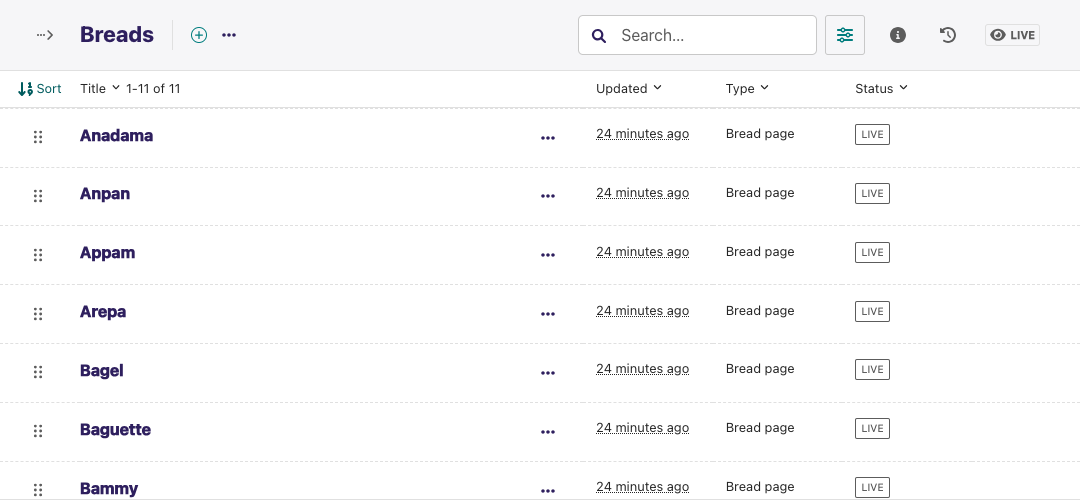 Breads
Search...
LIVE
Sort Title 1-11 of 11 Updated Type Status
Anadama 24 minutes ago Bread page LIVE
Anpan 24 minutes ago Bread page LIVE
Appam 24 minutes ago Bread page LIVE
Arepa 24 minutes ago Bread page LIVE
Bagel 24 minutes ago Bread page LIVE
Baguette 24 minutes ago Bread page LIVE
Bammy 24 minutes ago Bread page LIVE